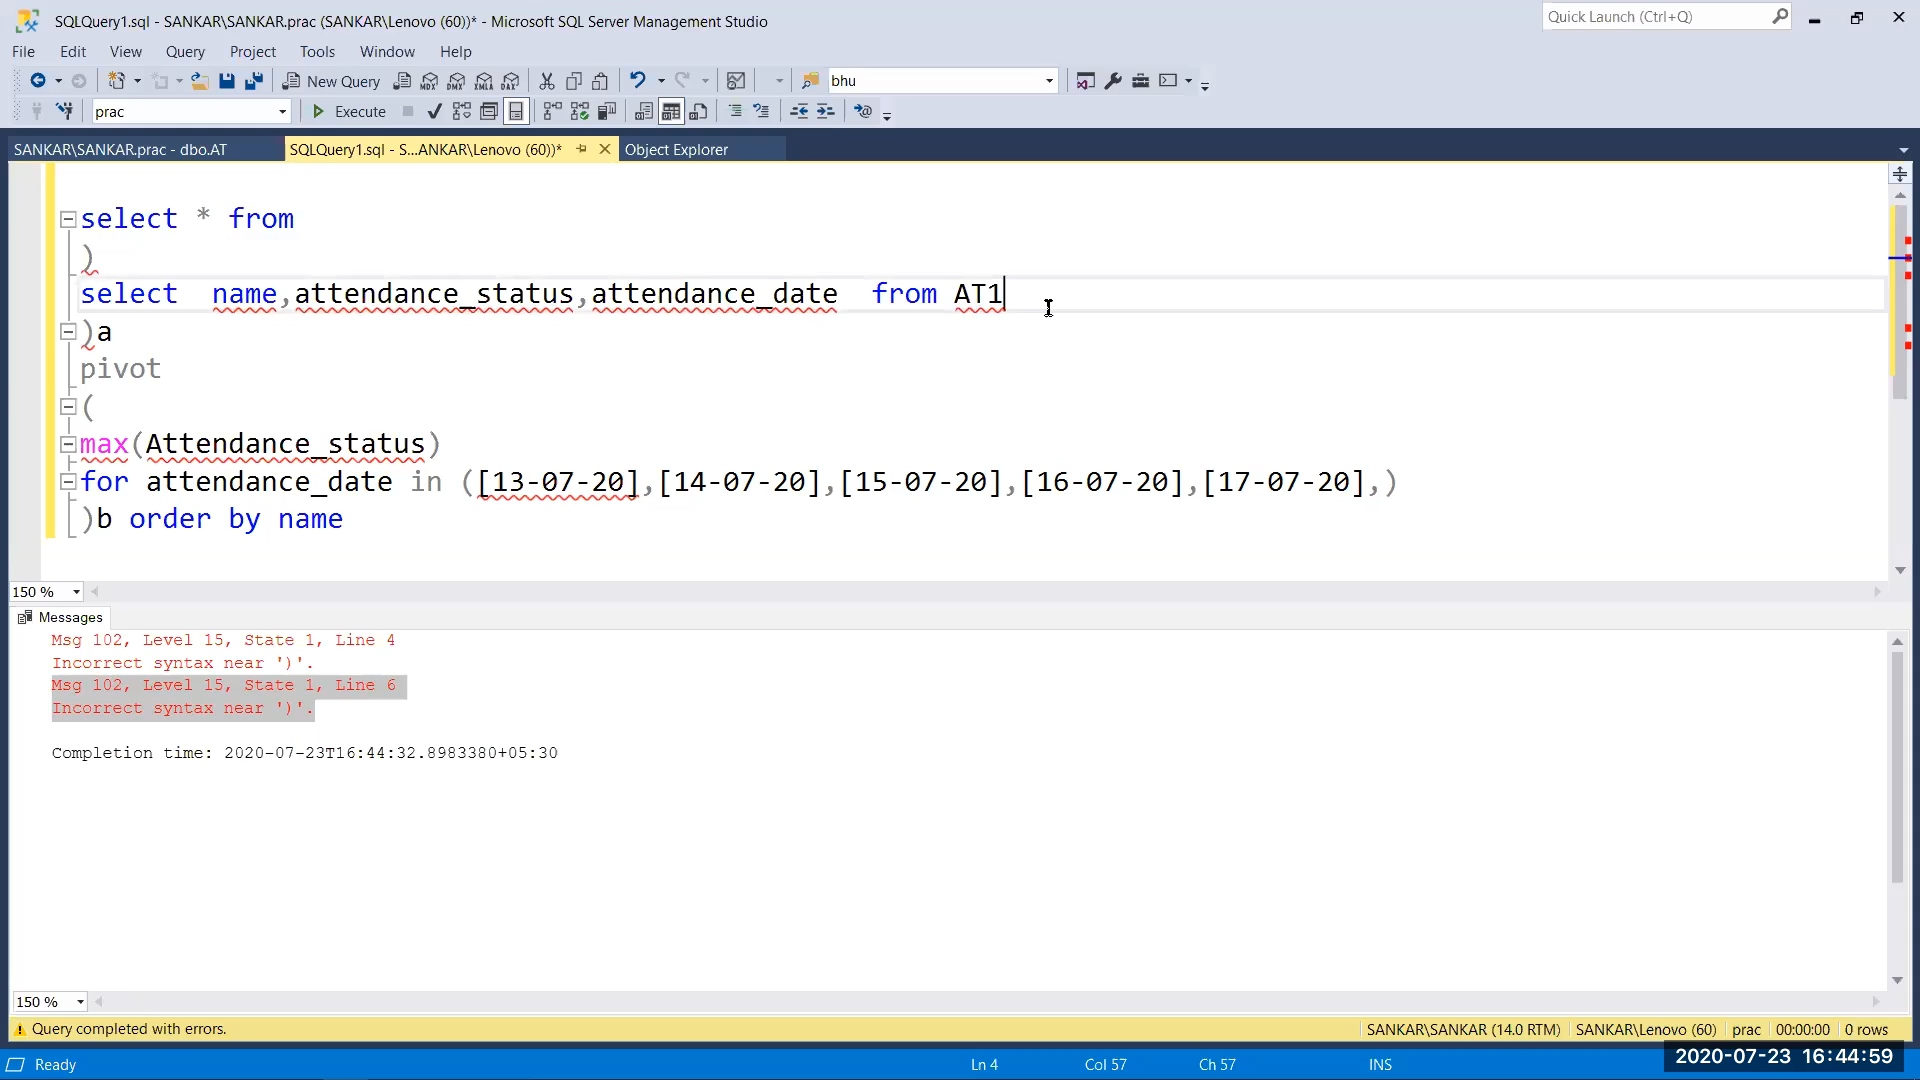 SQLQuery1.sql - SANKAR\SANKAR.prac (SANKAR\Lenovo (60))* - Microsoft SQL Server Management Studio
Quick Launch (Ctrl+Q)
File Edit View Query Project Tools Window Help
New Query
MDX DMX XMLA DAX
bhu
prac
Execute
SANKAR\SANKAR.prac - dbo.AT
SQLQuery1.sql - S...ANKAR\Lenovo (60))*
Object Explorer
select * from
)
select  name,attendance_status,attendance_date  from AT1
)a
pivot
(
max(Attendance_status)
for attendance_date in ([13-07-20],[14-07-20],[15-07-20],[16-07-20],[17-07-20],)
)b order by name
150 %
Messages
Msg 102, Level 15, State 1, Line 4
Incorrect syntax near ')'.
Msg 102, Level 15, State 1, Line 6
Incorrect syntax near ')'.
Completion time: 2020-07-23T16:44:32.8983380+05:30
150 %
Query completed with errors.
SANKAR\SANKAR (14.0 RTM)
SANKAR\Lenovo (60)
prac
00:00:00
0 rows
Ready
Ln 4
Col 57
Ch 57
INS
2020-07-23 16:44:59